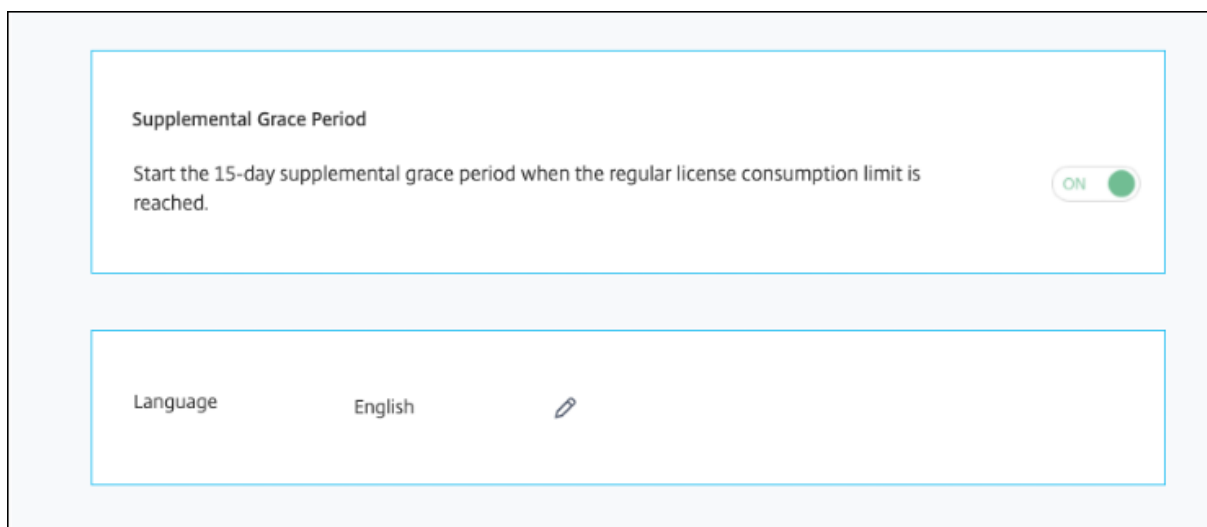 Supplemental Grace Period
Start the 15-day supplemental grace period when the regular license consumption limit is
reached.
ON
Language
English